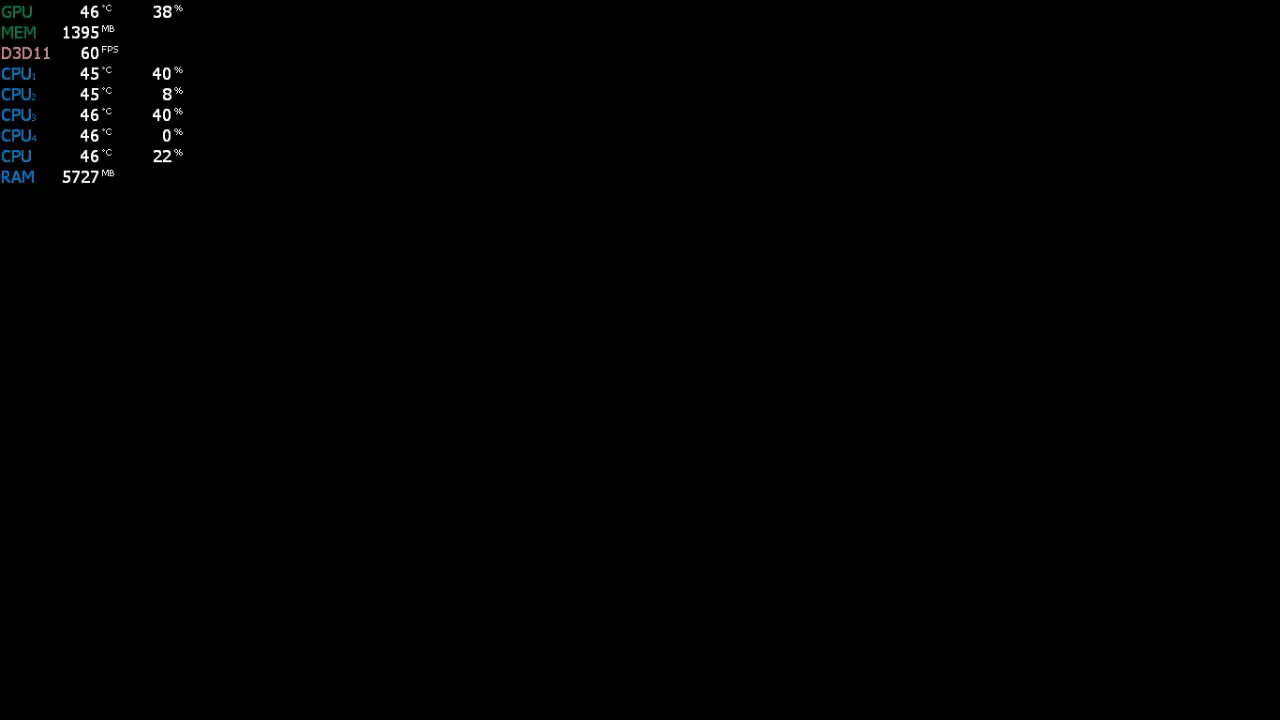 GPU 46 °C 38 %
MEM 1395 MB
D3D11 60 FPS
CPU1 45 °C 40 %
CPU2 45 °C 8 %
CPU3 46 °C 40 %
CPU4 46 °C 0 %
CPU 46 °C 22 %
RAM 5727 MB